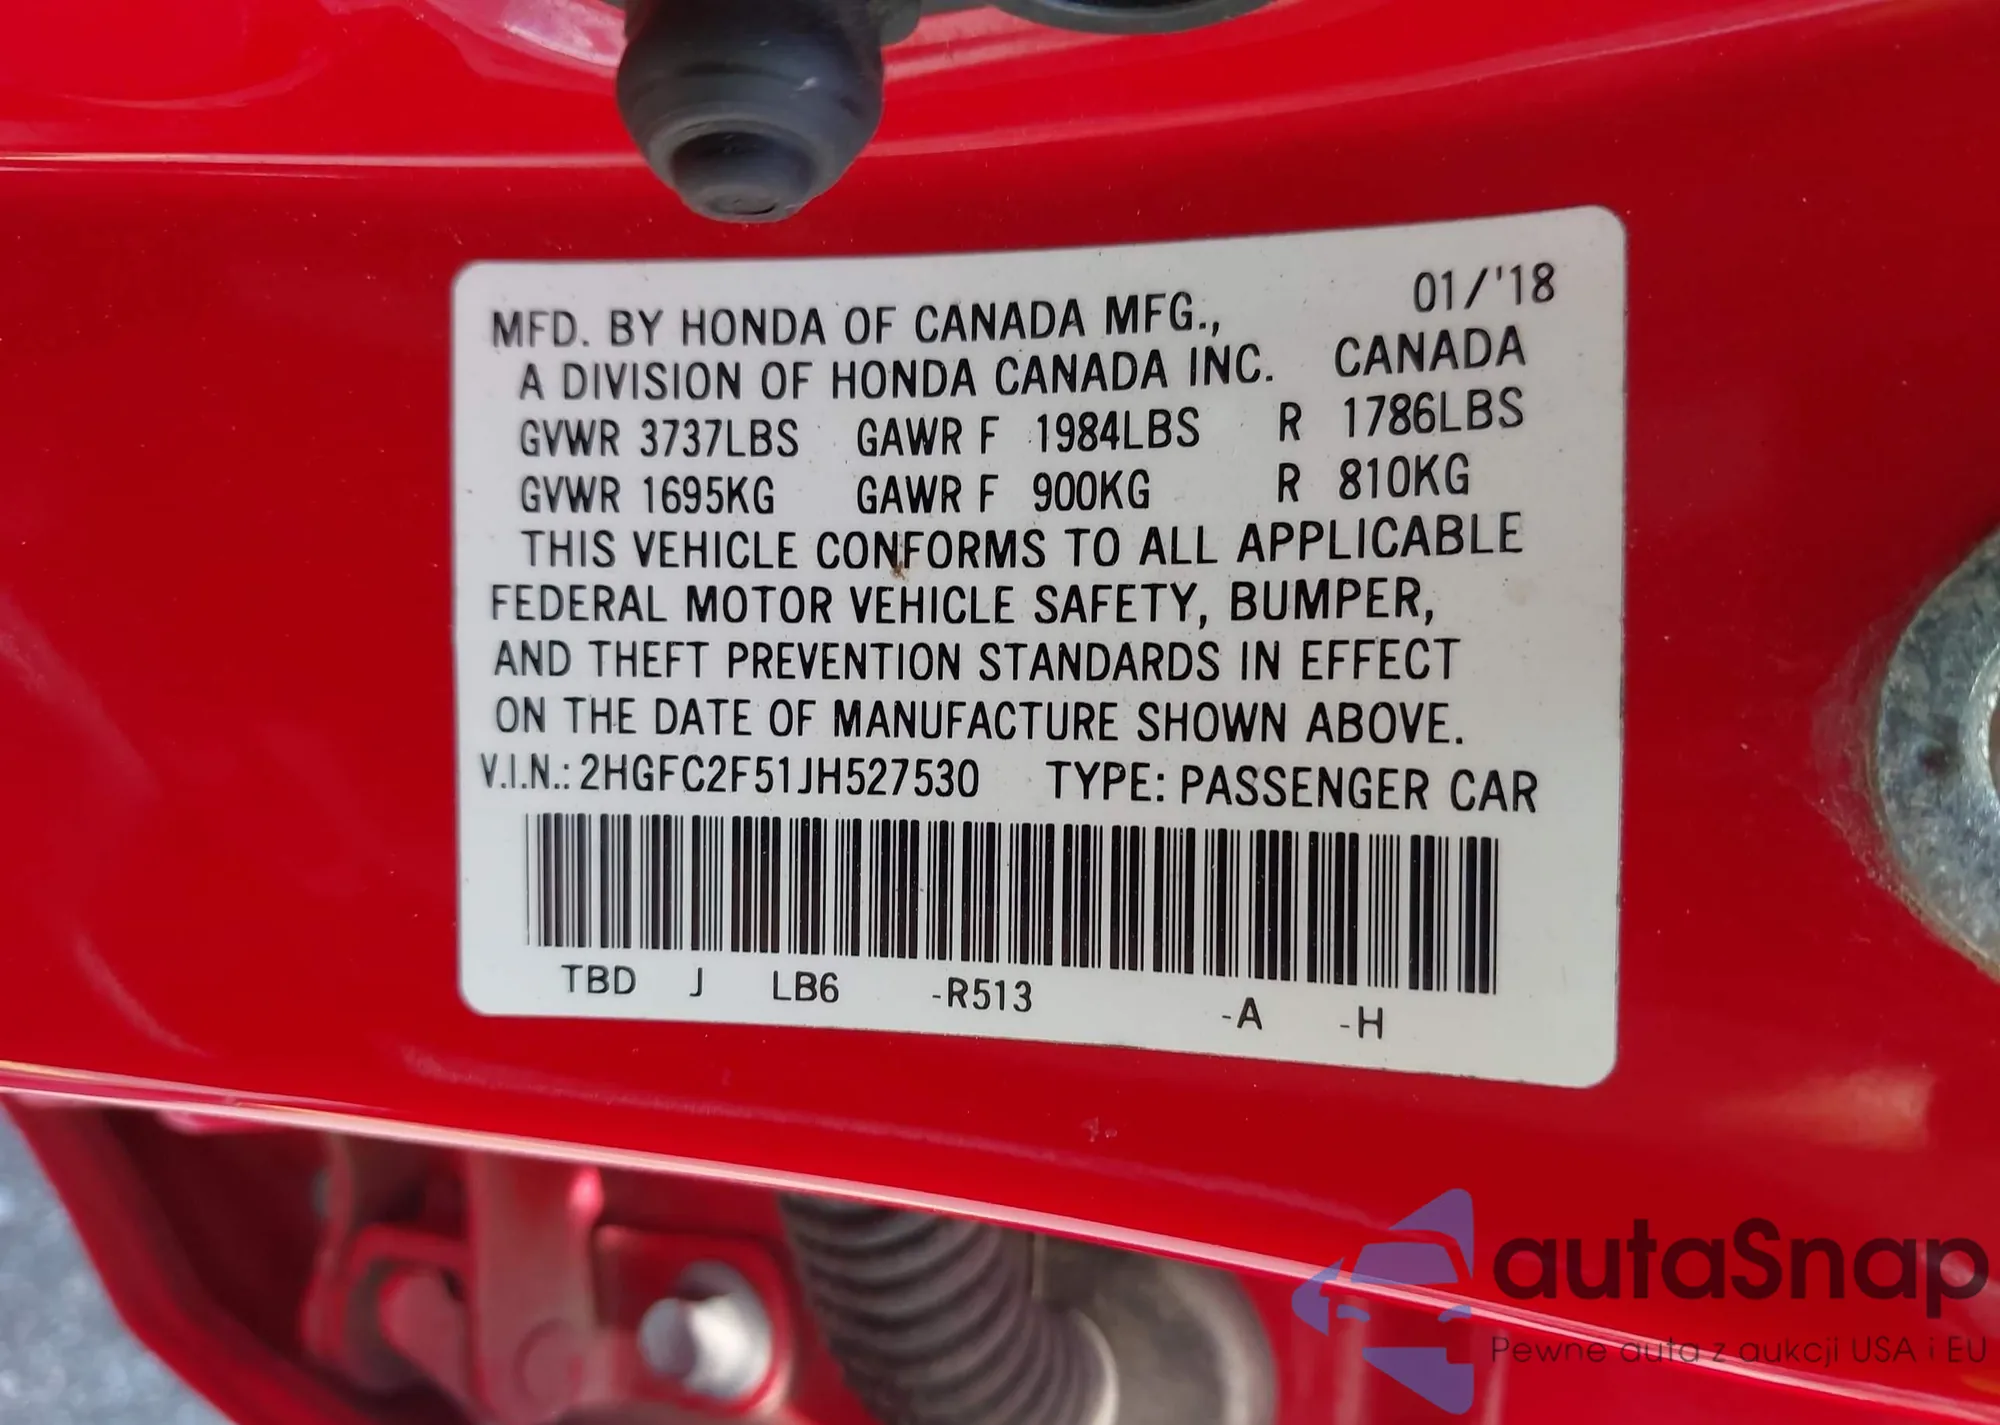 01/'18
MFD. BY HONDA OF CANADA MFG.,
A DIVISION OF HONDA CANADA INC. CANADA
GVWR 3737LBS GAWR F 1984LBS R 1786LBS
GVWR 1695KG GAWR F 900KG R 810KG
THIS VEHICLE CONFORMS TO ALL APPLICABLE
FEDERAL MOTOR VEHICLE SAFETY, BUMPER,
AND THEFT PREVENTION STANDARDS IN EFFECT
ON THE DATE OF MANUFACTURE SHOWN ABOVE.
V.I.N.: 2HGFC2F51JH527530 TYPE: PASSENGER CAR
TBD J LB6 -R513 -A -H
autaSnap
Pewne auta z aukcji USA i EU